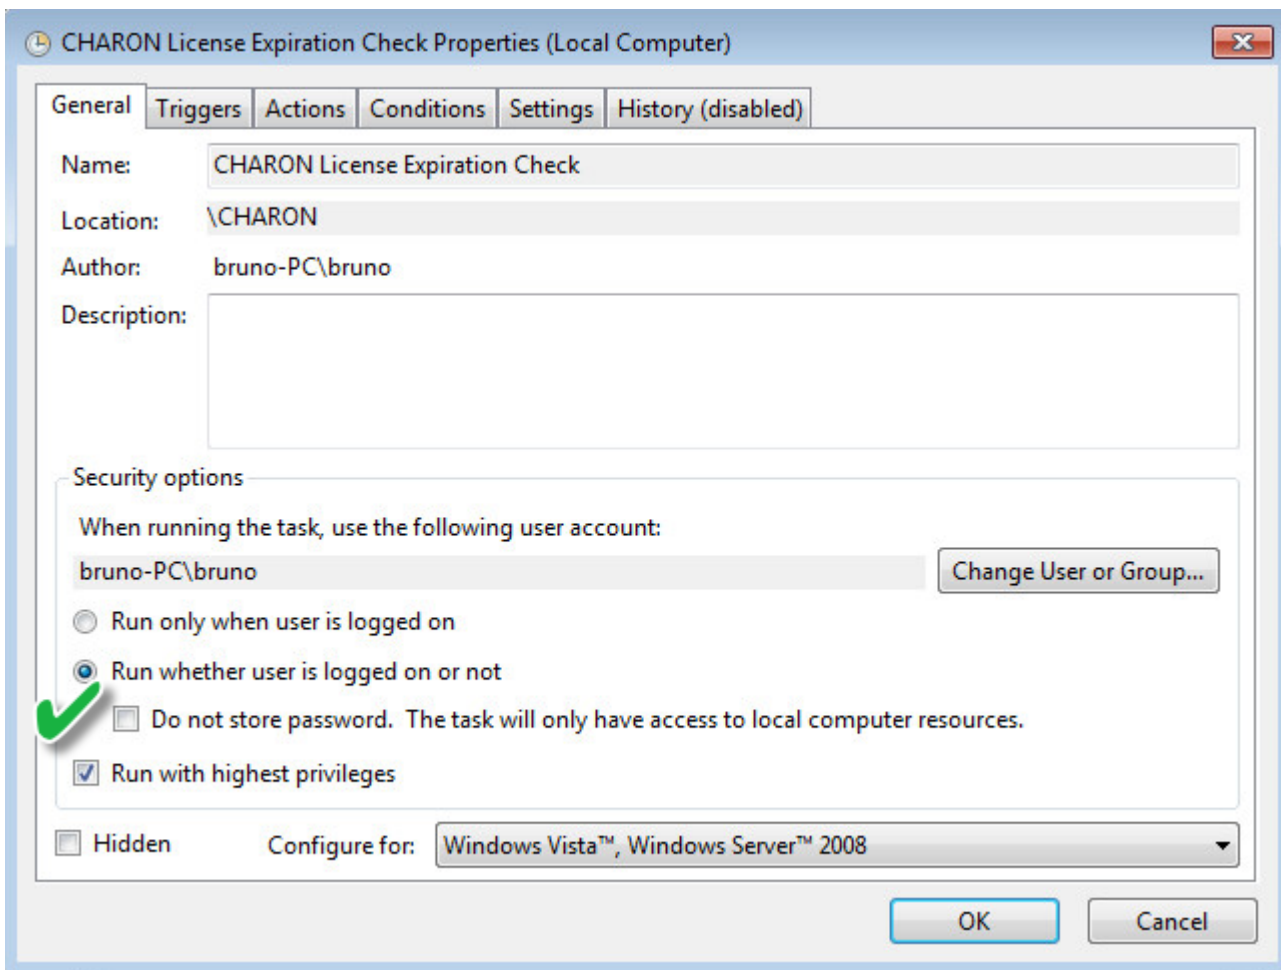 CHARON License Expiration Check Properties (Local Computer)
General Triggers Actions Conditions Settings History (disabled)
Name: CHARON License Expiration Check
Location: \CHARON
Author: bruno-PC\bruno
Description:
Security options
When running the task, use the following user account:
bruno-PC\bruno Change User or Group...
Run only when user is logged on
Run whether user is logged on or not
Do not store password. The task will only have access to local computer resources.
Run with highest privileges
Hidden Configure for: Windows Vista™, Windows Server™ 2008
OK Cancel